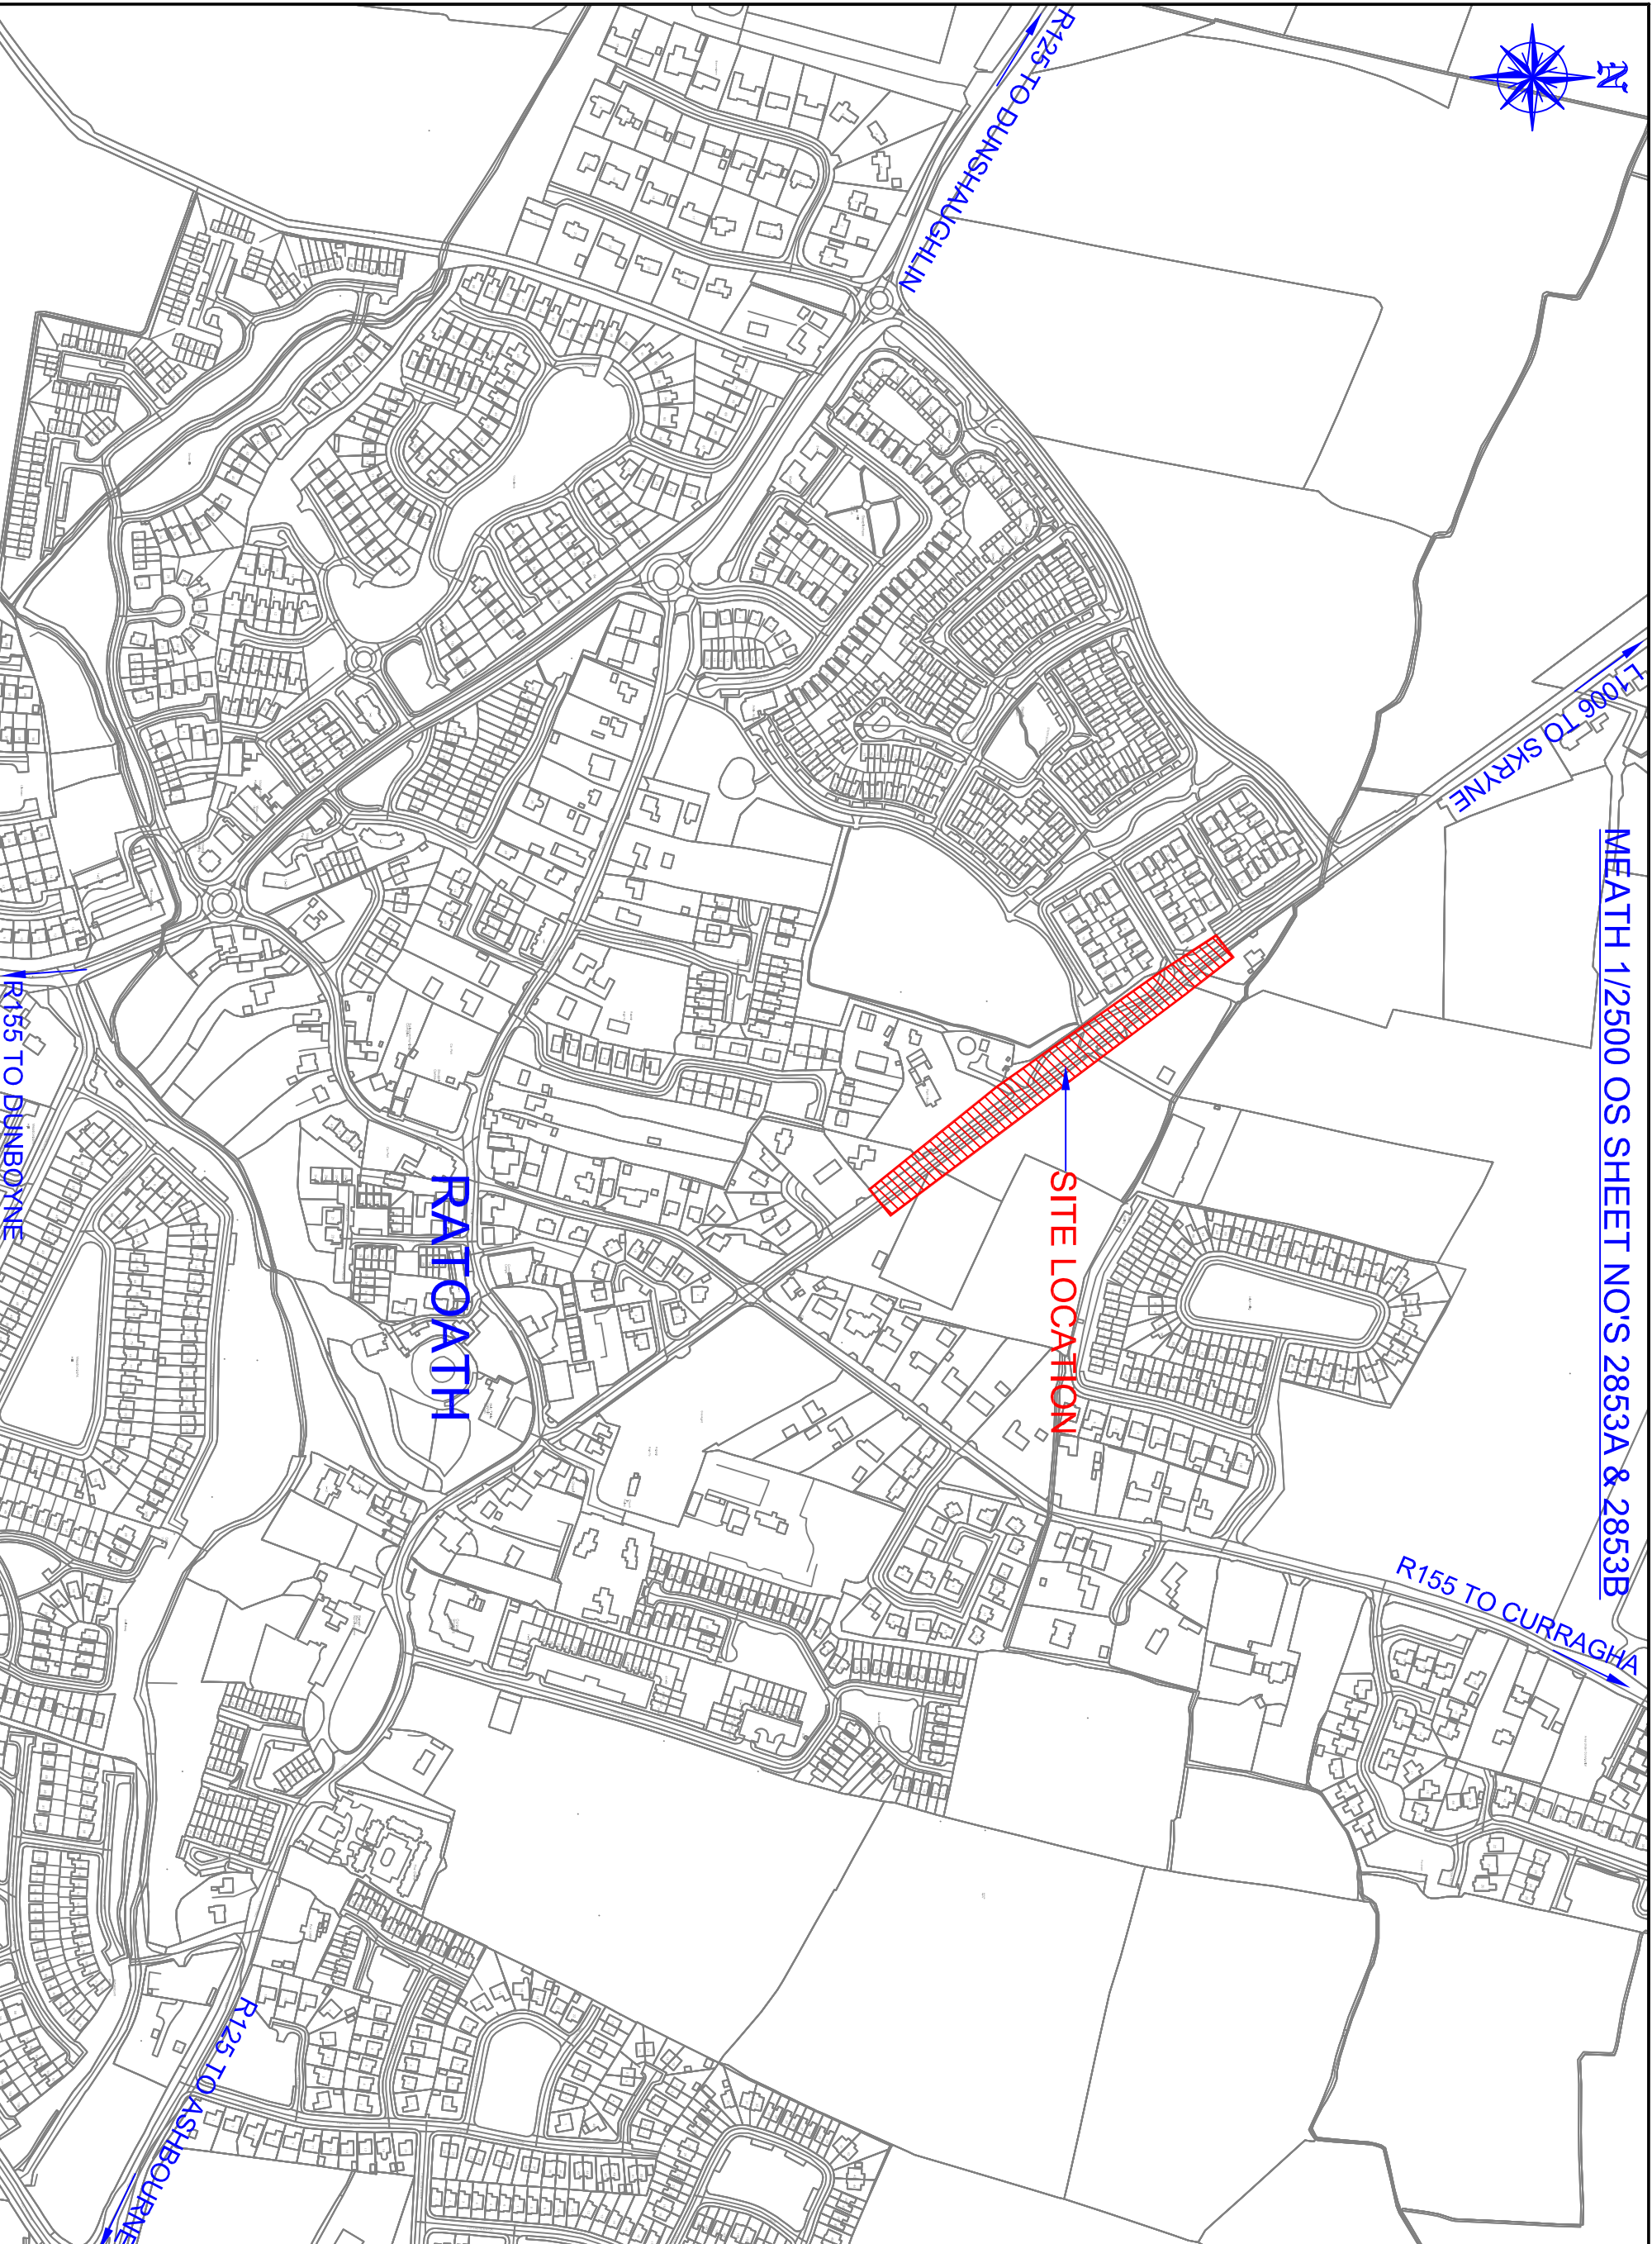 N
MEATH 1/2500 OS SHEET NO'S 2853A & 2853B
R125 TO DUNSHAUGHLIN
L1006 TO SKRYNE
R155 TO CURRAGHA
SITE LOCATION
RATOATH
R155 TO DUNBOYNE
R125 TO ASHBOURNE